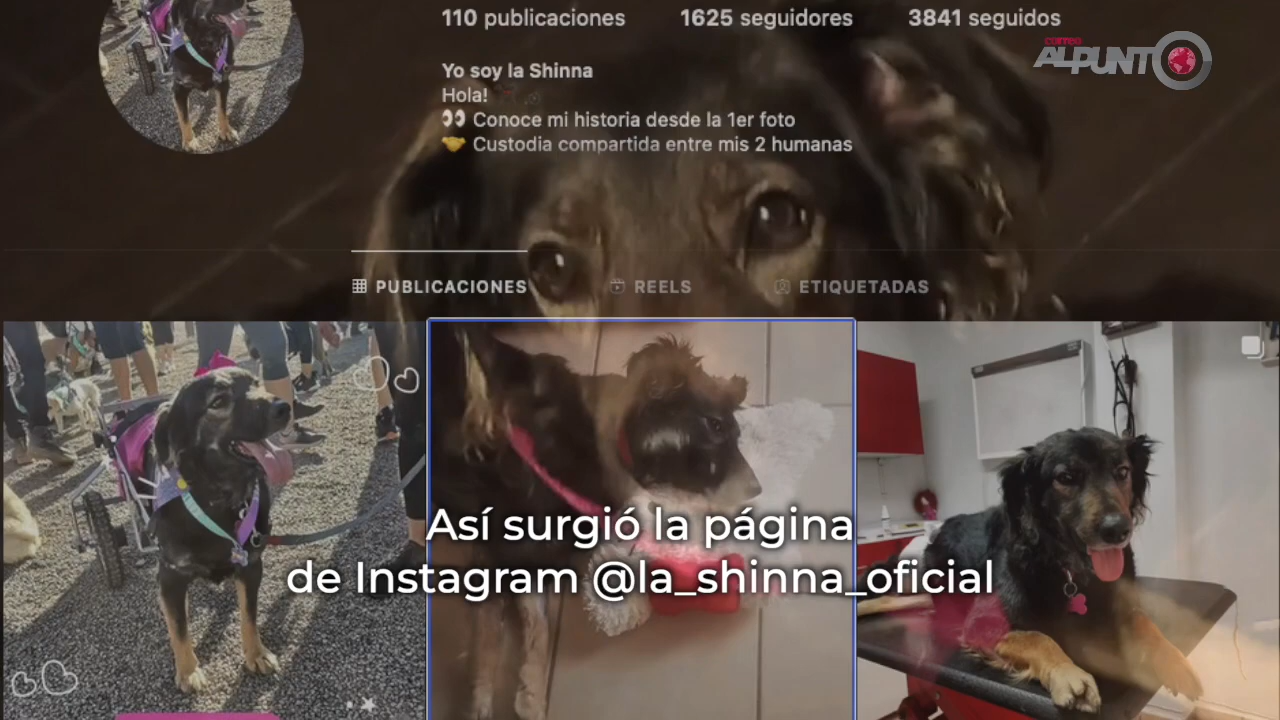 110 publicaciones 1625 seguidores 3841 seguidos
CORREO
ALPUNTO
Yo soy la Shinna
Hola!
👀 Conoce mi historia desde la 1er foto
🤝 Custodia compartida entre mis 2 humanas
PUBLICACIONES REELS ETIQUETADAS
Así surgió la página
de Instagram @la_shinna_oficial